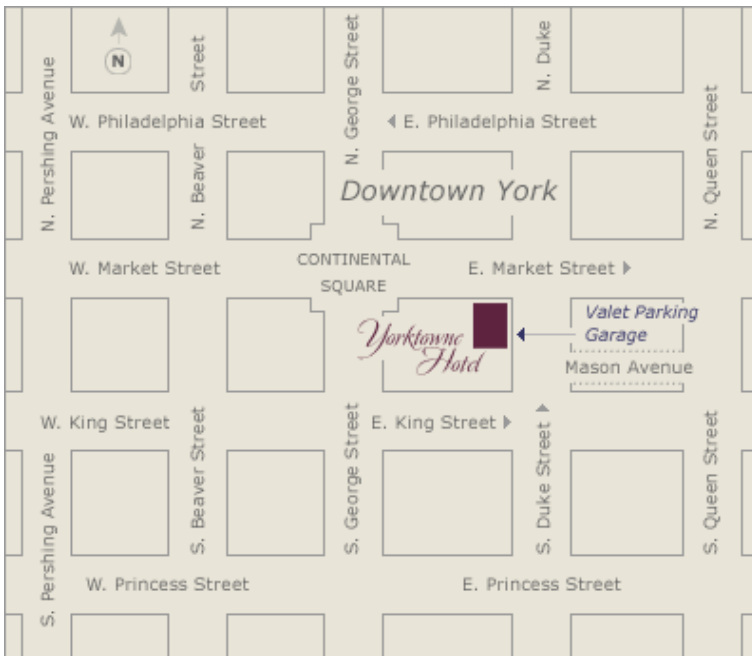 N
N. Pershing Avenue
Street
N. Beaver
N. George Street
N. Duke
N. Queen Street
W. Philadelphia Street
E. Philadelphia Street
Downtown York
W. Market Street
CONTINENTAL
SQUARE
E. Market Street
Yorktowne
Hotel
Valet Parking
Garage
Mason Avenue
W. King Street
E. King Street
S. Pershing Avenue
S. Beaver Street
S. George Street
S. Duke Street
S. Queen Street
W. Princess Street
E. Princess Street